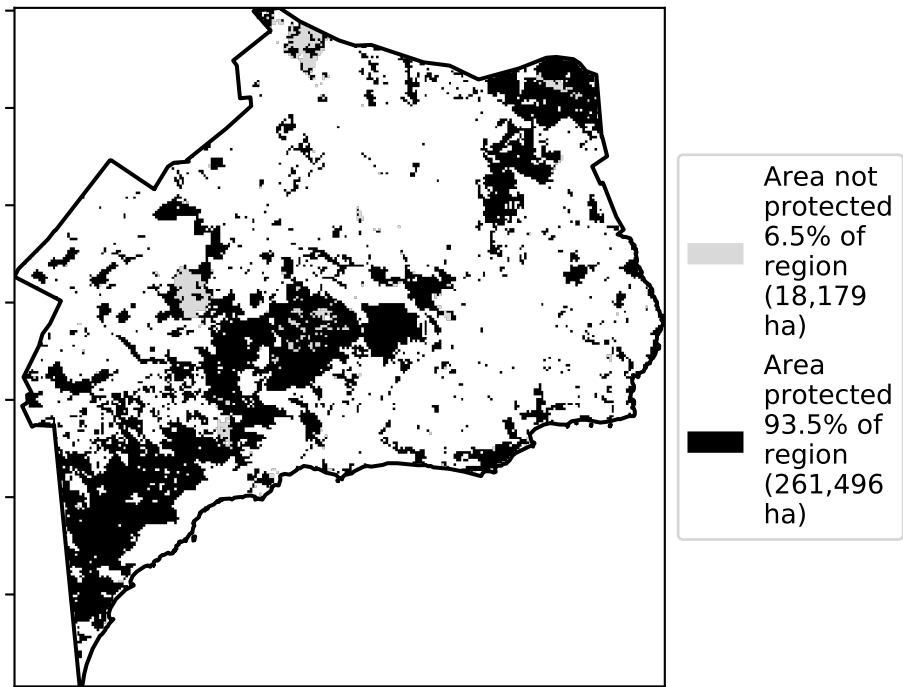 Area not
protected
6.5% of
region
(18,179
ha)
Area
protected
93.5% of
region
(261,496
ha)